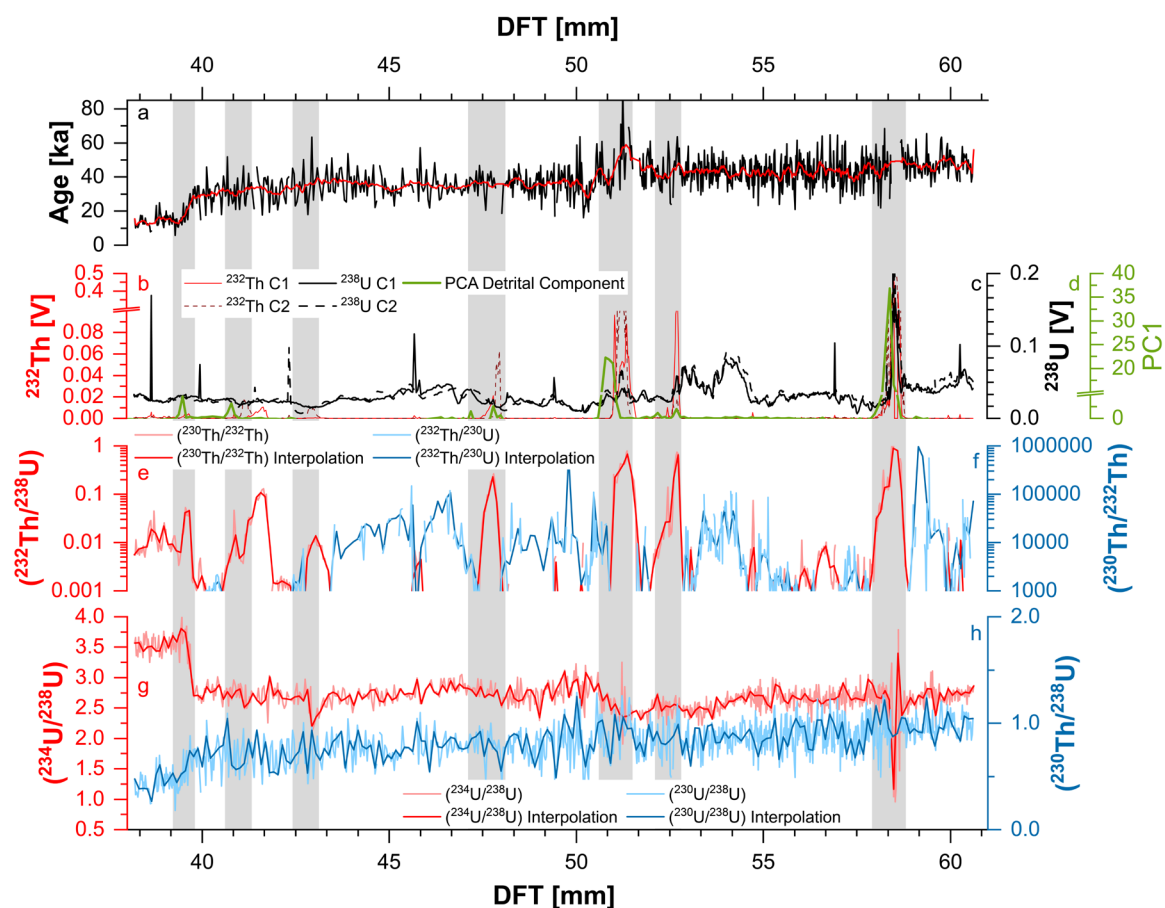 DFT [mm]
40 45 50 55 60
a
Age [ka]
80
60
40
20
0
b
²³²Th C1 ²³⁸U C1 PCA Detrital Component
²³²Th C2 ²³⁸U C2
c
d
²³²Th [V]
0.5
0.4
0.3
0.08
0.06
0.04
0.02
0.00
²³⁸U [V]
0.2
0.1
0.0
PC1
40
35
30
25
20
5
0
(²³⁰Th/²³²Th) (²³²Th/²³⁰U)
(²³⁰Th/²³²Th) Interpolation (²³²Th/²³⁰U) Interpolation
e
f
(²³²Th/²³⁸U)
1
0.1
0.01
0.001
(²³⁰Th/²³²Th)
1000000
100000
10000
1000
g
h
(²³⁴U/²³⁸U)
4.0
3.5
3.0
2.5
2.0
1.5
1.0
0.5
(²³⁰Th/²³⁸U)
2.0
1.0
0.0
(²³⁴U/²³⁸U) (²³⁰U/²³⁸U)
(²³⁴U/²³⁸U) Interpolation (²³⁰U/²³⁸U) Interpolation
40 45 50 55 60
DFT [mm]